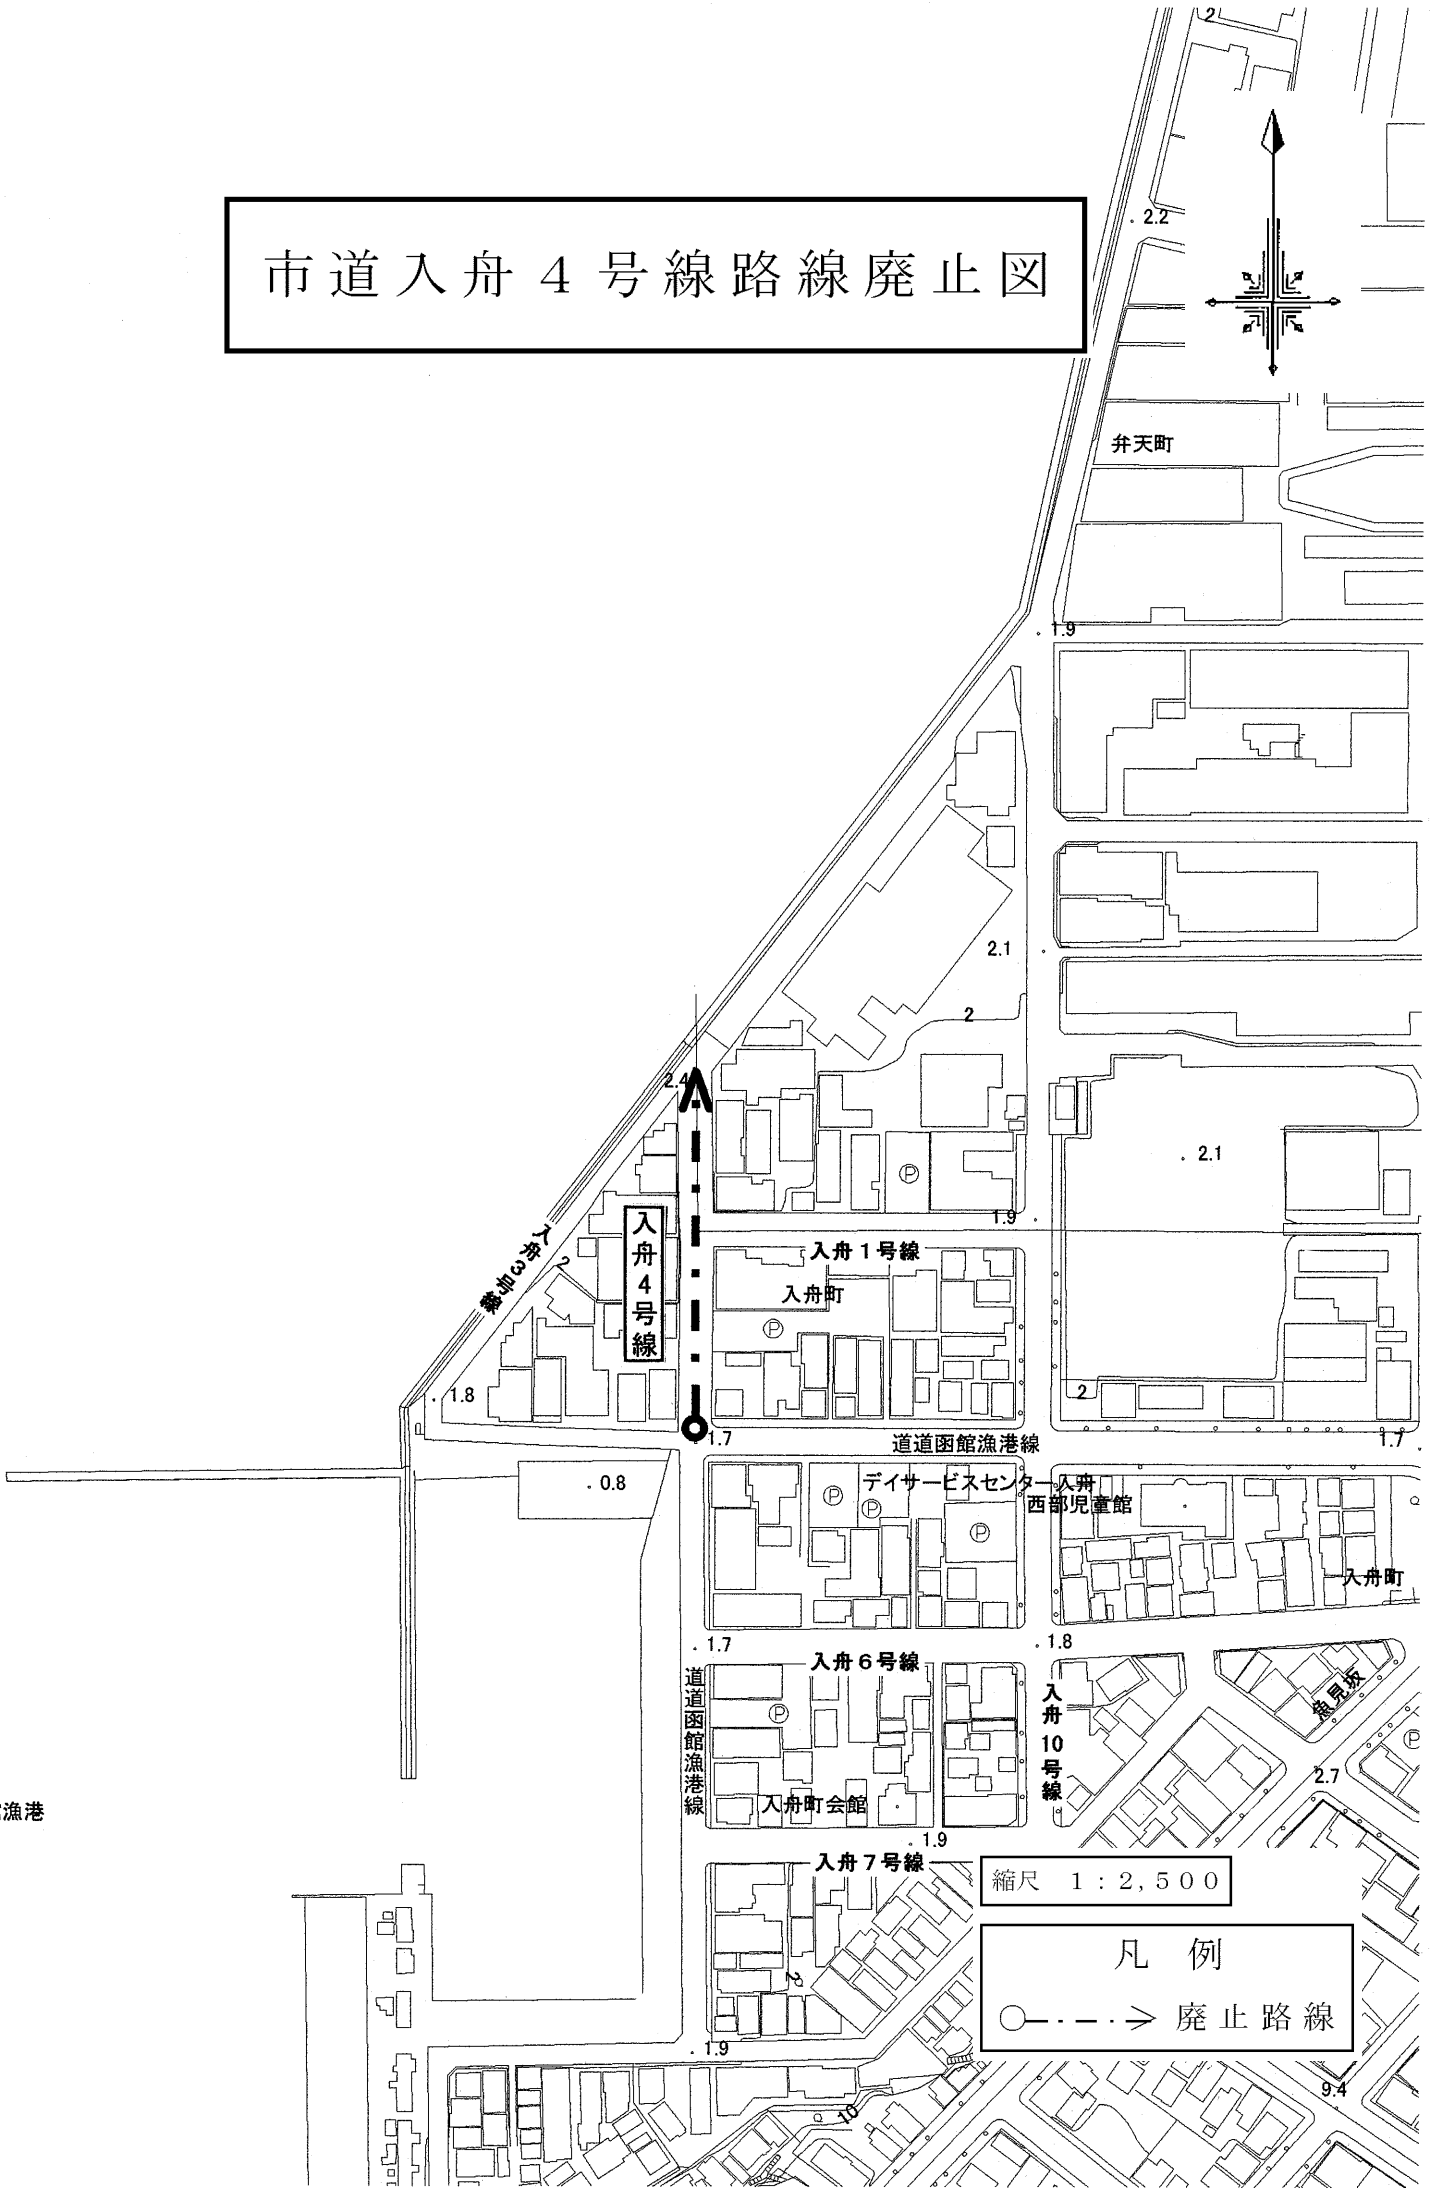 2
市道入舟４号線路線廃止図
2.2
弁天町
1.9
2.1
2
2.4
P
2.1
1.9
入舟3号線
2
入舟4号線
入舟１号線
入舟町
P
1.8
2
1.7
道道函館漁港線
1.7
0.8
デイサービスセンター入舟
西部児童館
P
P
P
入舟町
1.7
1.8
入舟６号線
道道函館漁港線
入舟10号線
魚見坂
P
P
2.7
漁港
入舟町会館
1.9
入舟７号線
縮尺　１：２,５００
凡　例
廃止路線
2
1.9
9.4
10